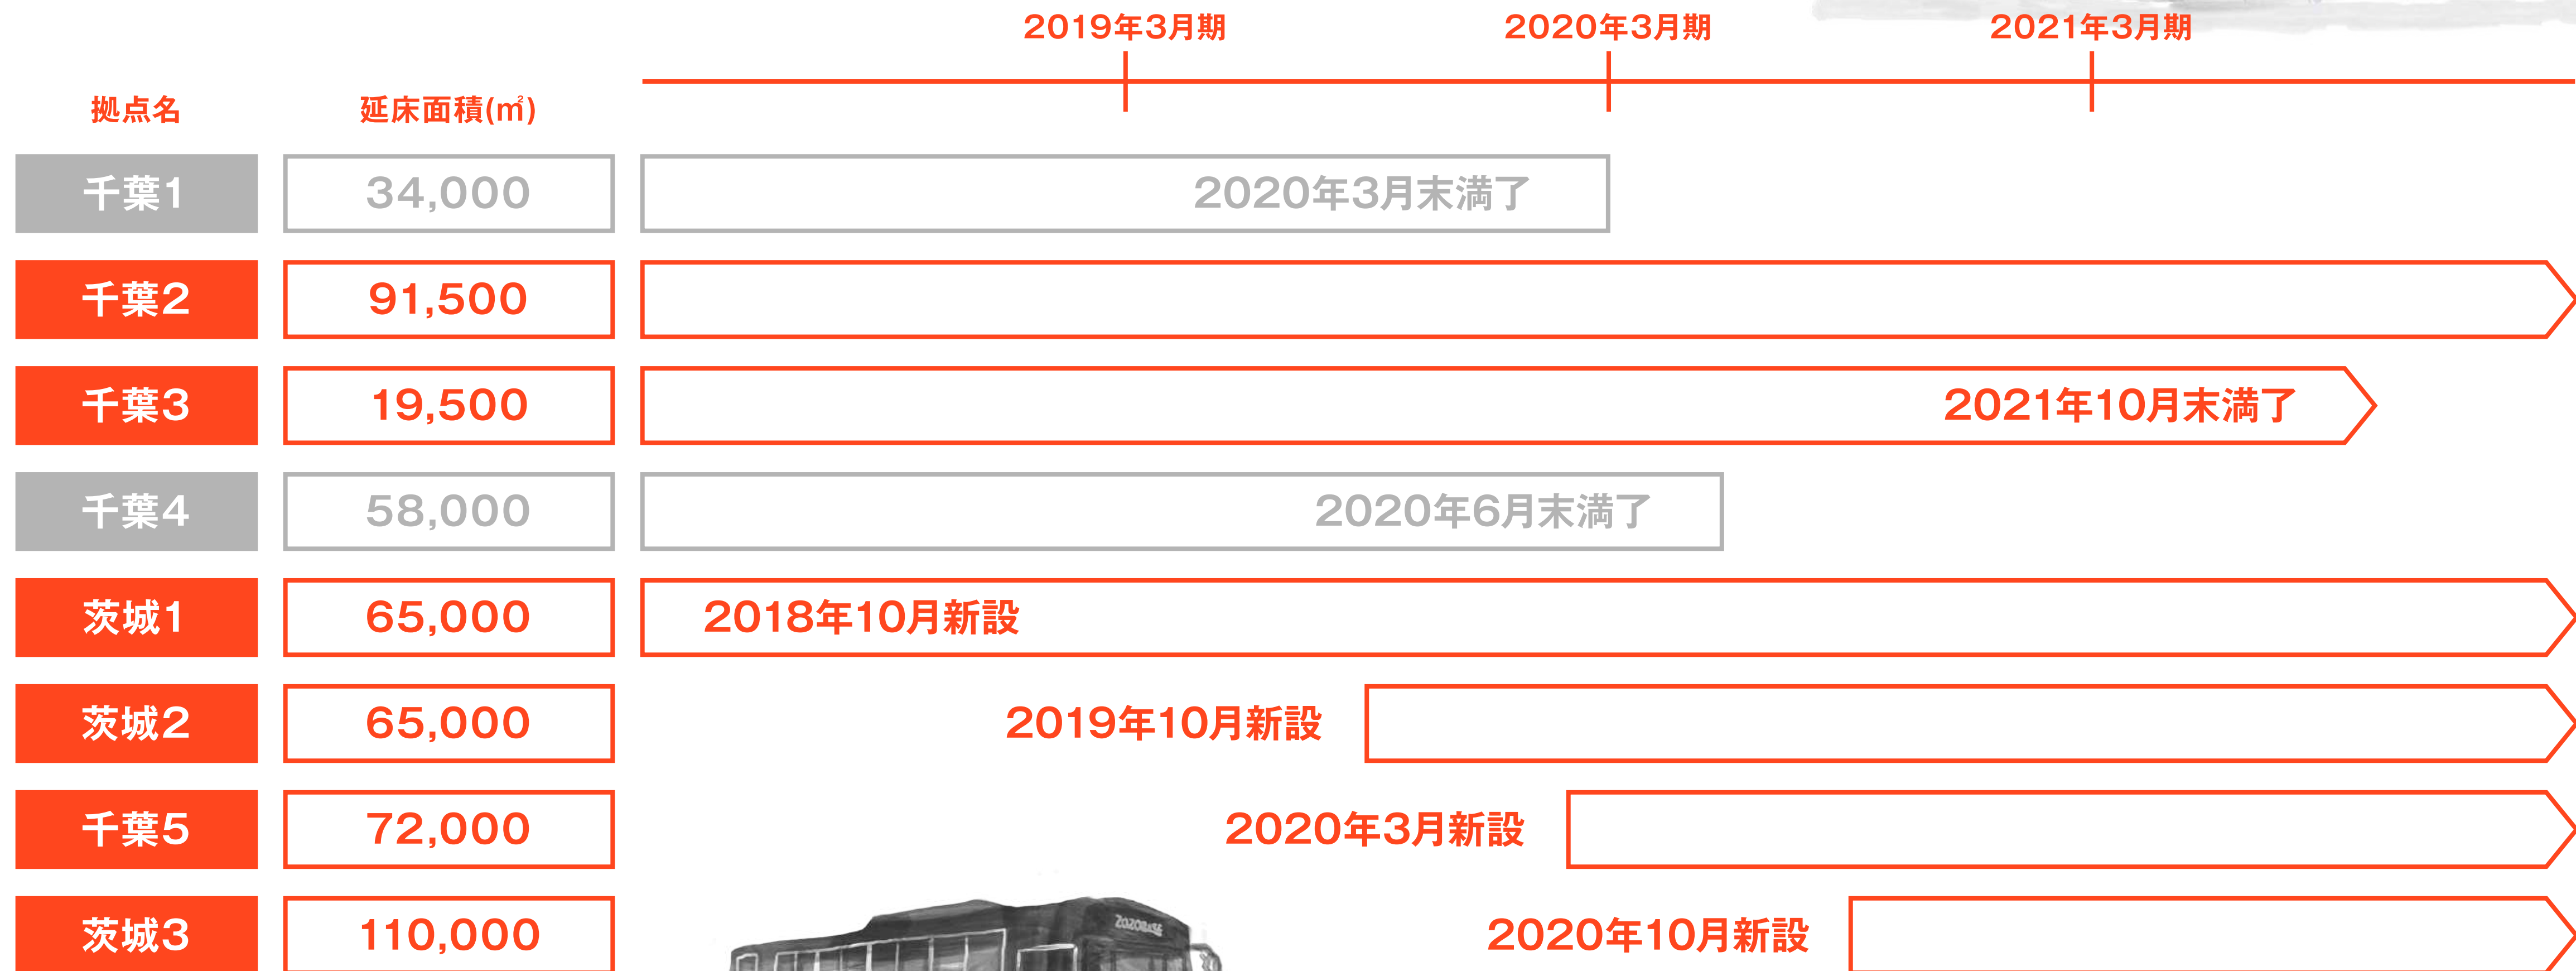 2019年3月期 2020年3月期 2021年3月期
拠点名 延床面積(㎡)
千葉1 34,000 2020年3月末満了
千葉2 91,500
千葉3 19,500 2021年10月末満了
千葉4 58,000 2020年6月末満了
茨城1 65,000 2018年10月新設
茨城2 65,000 2019年10月新設
千葉5 72,000 2020年3月新設
茨城3 110,000 2020年10月新設
ZOZOBASE